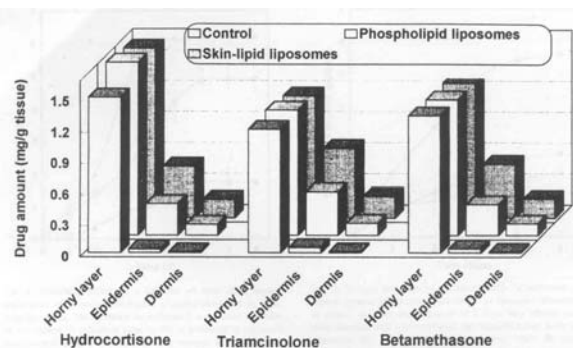 Control
Phospholipid liposomes
Skin-lipid liposomes
Drug amount (mg/g tissue)
1.5
1.2
0.9
0.6
0.3
0
Horny layer
Epidermis
Dermis
Horny layer
Epidermis
Dermis
Horny layer
Epidermis
Dermis
Hydrocortisone
Triamcinolone
Betamethasone